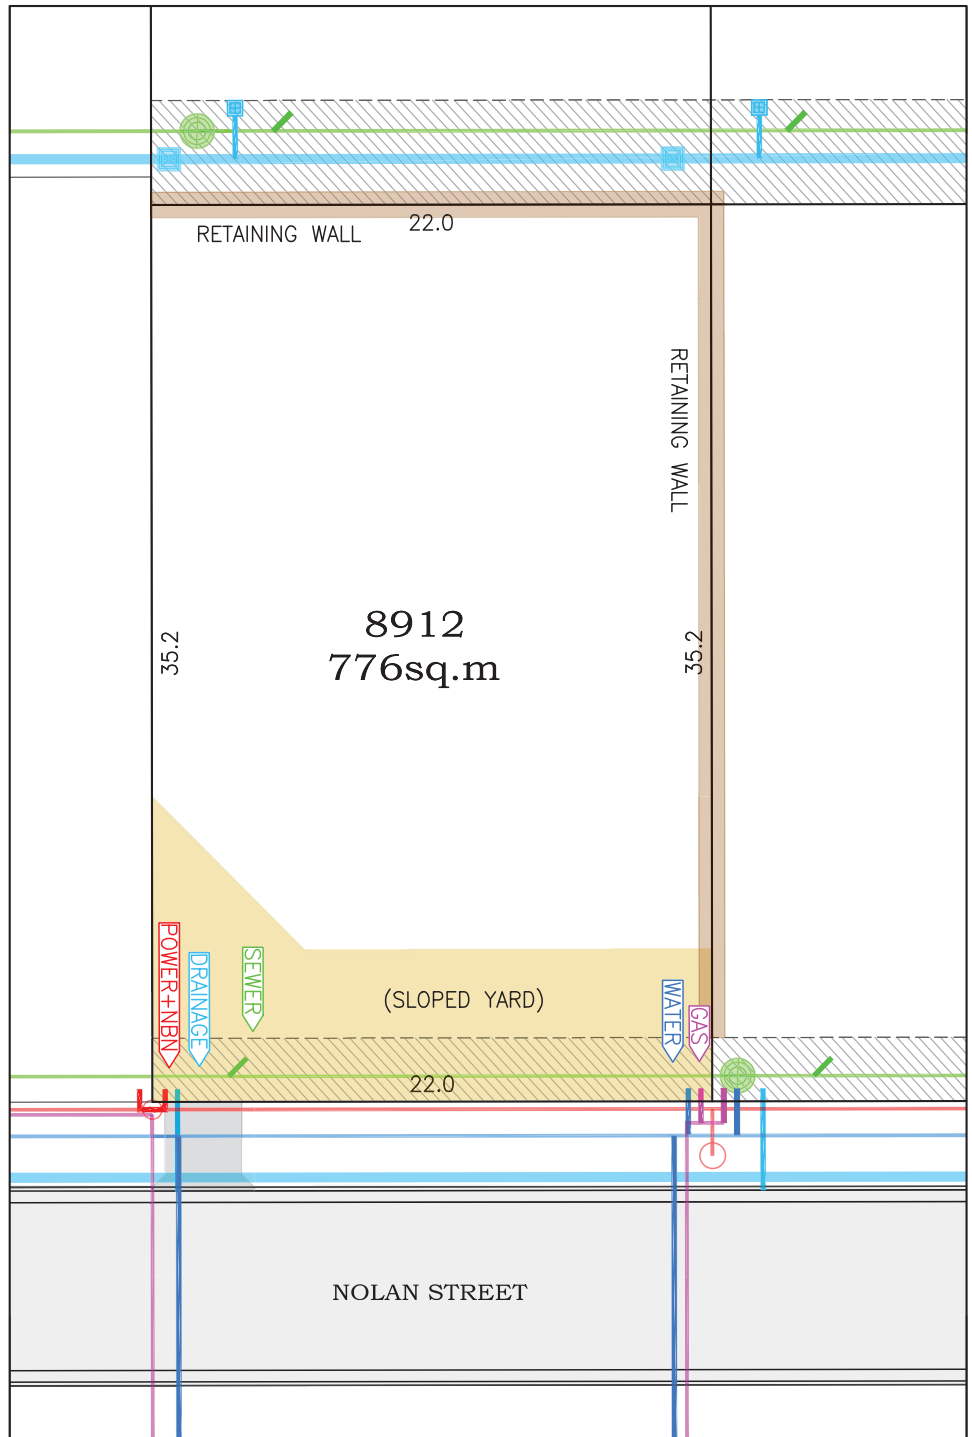 22.0
RETAINING WALL
RETAINING WALL
8912
776sq.m
35.2
35.2
POWER+NBN
DRAINAGE
SEWER
(SLOPED YARD)
WATER
GAS
22.0
NOLAN STREET